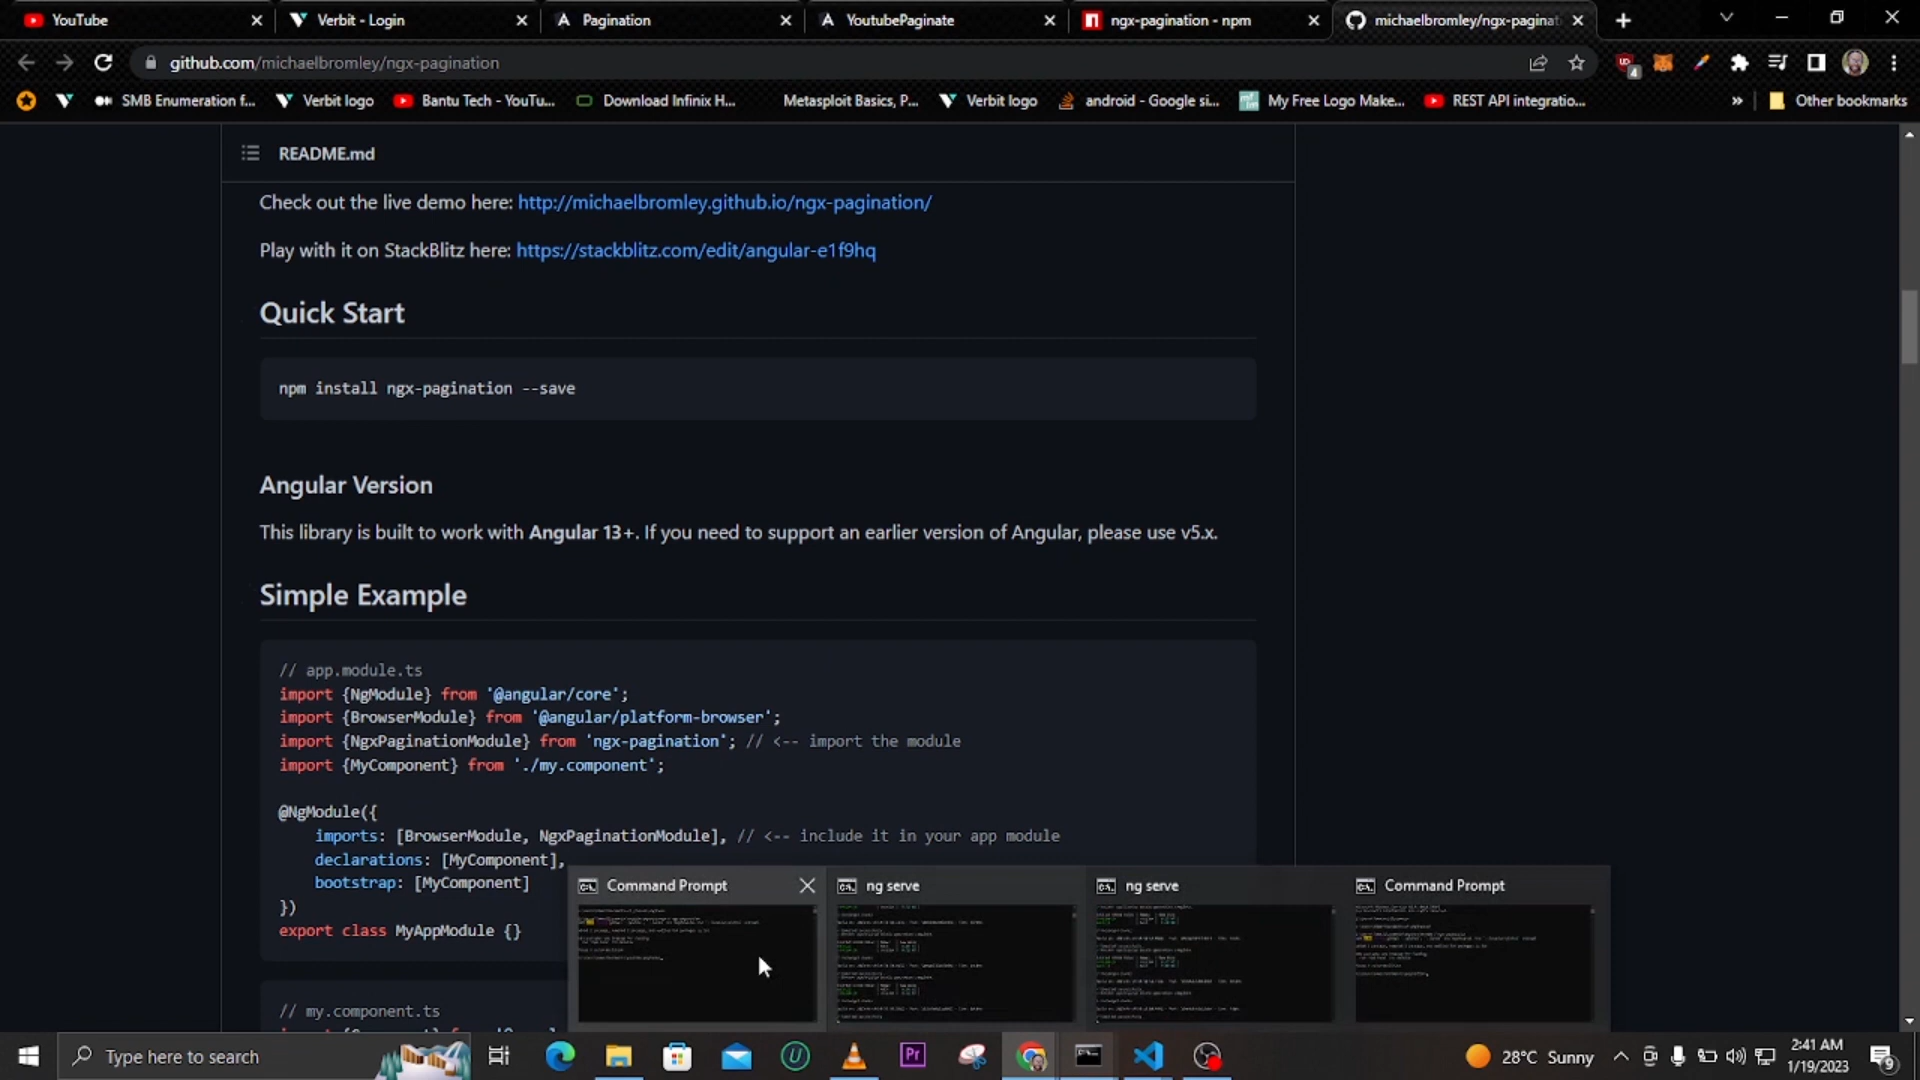 YouTube
Verbit - Login
Pagination
YoutubePaginate
ngx-pagination - npm
michaelbromley/ngx-paginat
github.com/michaelbromley/ngx-pagination
4
SMB Enumeration f...
Verbit logo
Bantu Tech - YouTu...
Download Infinix H...
Metasploit Basics, P...
Verbit logo
android - Google si...
My Free Logo Make...
REST API integratio...
»
Other bookmarks
README.md
Check out the live demo here: http://michaelbromley.github.io/ngx-pagination/
Play with it on StackBlitz here: https://stackblitz.com/edit/angular-e1f9hq
Quick Start
npm install ngx-pagination --save
Angular Version
This library is built to work with Angular 13+. If you need to support an earlier version of Angular, please use v5.x.
Simple Example
// app.module.ts
import {NgModule} from '@angular/core';
import {BrowserModule} from '@angular/platform-browser';
import {NgxPaginationModule} from 'ngx-pagination'; // <-- import the module
import {MyComponent} from './my.component';
@NgModule({
imports: [BrowserModule, NgxPaginationModule], // <-- include it in your app module
declarations: [MyComponent],
bootstrap: [MyComponent]
})
export class MyAppModule {}
// my.component.ts
Command Prompt
ng serve
ng serve
Command Prompt
Type here to search
Pr
28°C Sunny
2:41 AM
1/19/2023
9